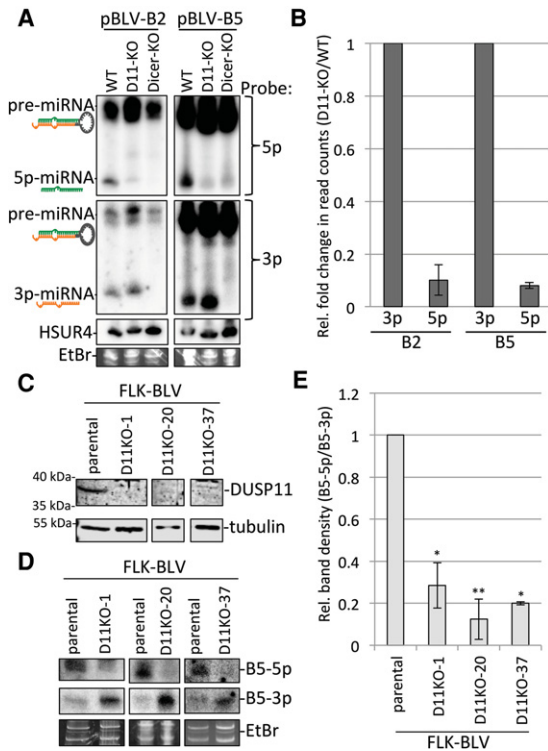 A
pBLV-B2 pBLV-B5
WT D11-KO Dicer-KO WT D11-KO Dicer-KO
Probe:
pre-miRNA
5p
5p-miRNA
pre-miRNA
3p
3p-miRNA
HSUR4
EtBr
B
Rel. fold change in read counts (D11-KO/WT)
1
0.8
0.6
0.4
0.2
0
3p 5p 3p 5p
B2 B5
C
FLK-BLV
parental D11KO-1 D11KO-20 D11KO-37
40 kDa
35 kDa
55 kDa
DUSP11
tubulin
D
FLK-BLV
parental D11KO-1 parental D11KO-20 parental D11KO-37
B5-5p
B5-3p
EtBr
E
Rel. band density (B5-5p/B5-3p)
1.2
1
0.8
0.6
0.4
0.2
0
* ** *
parental D11KO-1 D11KO-20 D11KO-37
FLK-BLV